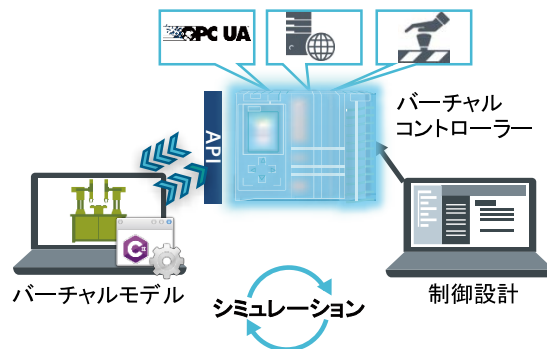 OPC UA
バーチャル
コントローラー
API
C#
バーチャルモデル
制御設計
シミュレーション